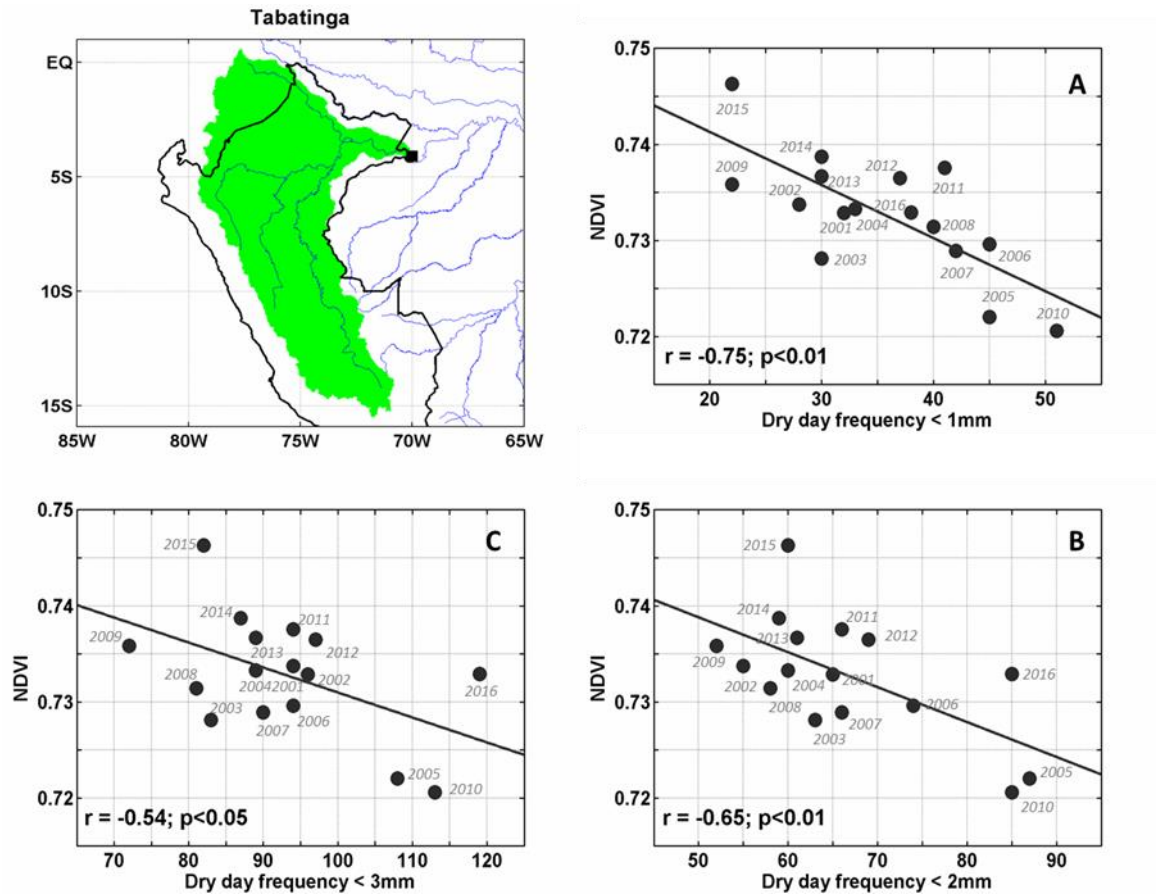 Tabatinga
EQ
5S
10S
15S
85W 80W 75W 70W 65W
A
NDVI
0.75
0.74
0.73
0.72
2015
2014
2012
2009
2013
2011
2002
2016
2001 2004 2008
2003
2006
2007
2005
2010
r = -0.75; p<0.01
20 30 40 50
Dry day frequency < 1mm
C
NDVI
0.75
0.74
0.73
0.72
2015
2014
2011
2009
2013 2012
2008
2004 2001 2002
2016
2003
2007 2006
2005
2010
r = -0.54; p<0.05
70 80 90 100 110 120
Dry day frequency < 3mm
B
NDVI
0.75
0.74
0.73
0.72
2015
2014 2011
2013 2012
2009
2002 2004 2001
2016
2008
2006
2003 2007
2005
2010
r = -0.65; p<0.01
50 60 70 80 90
Dry day frequency < 2mm